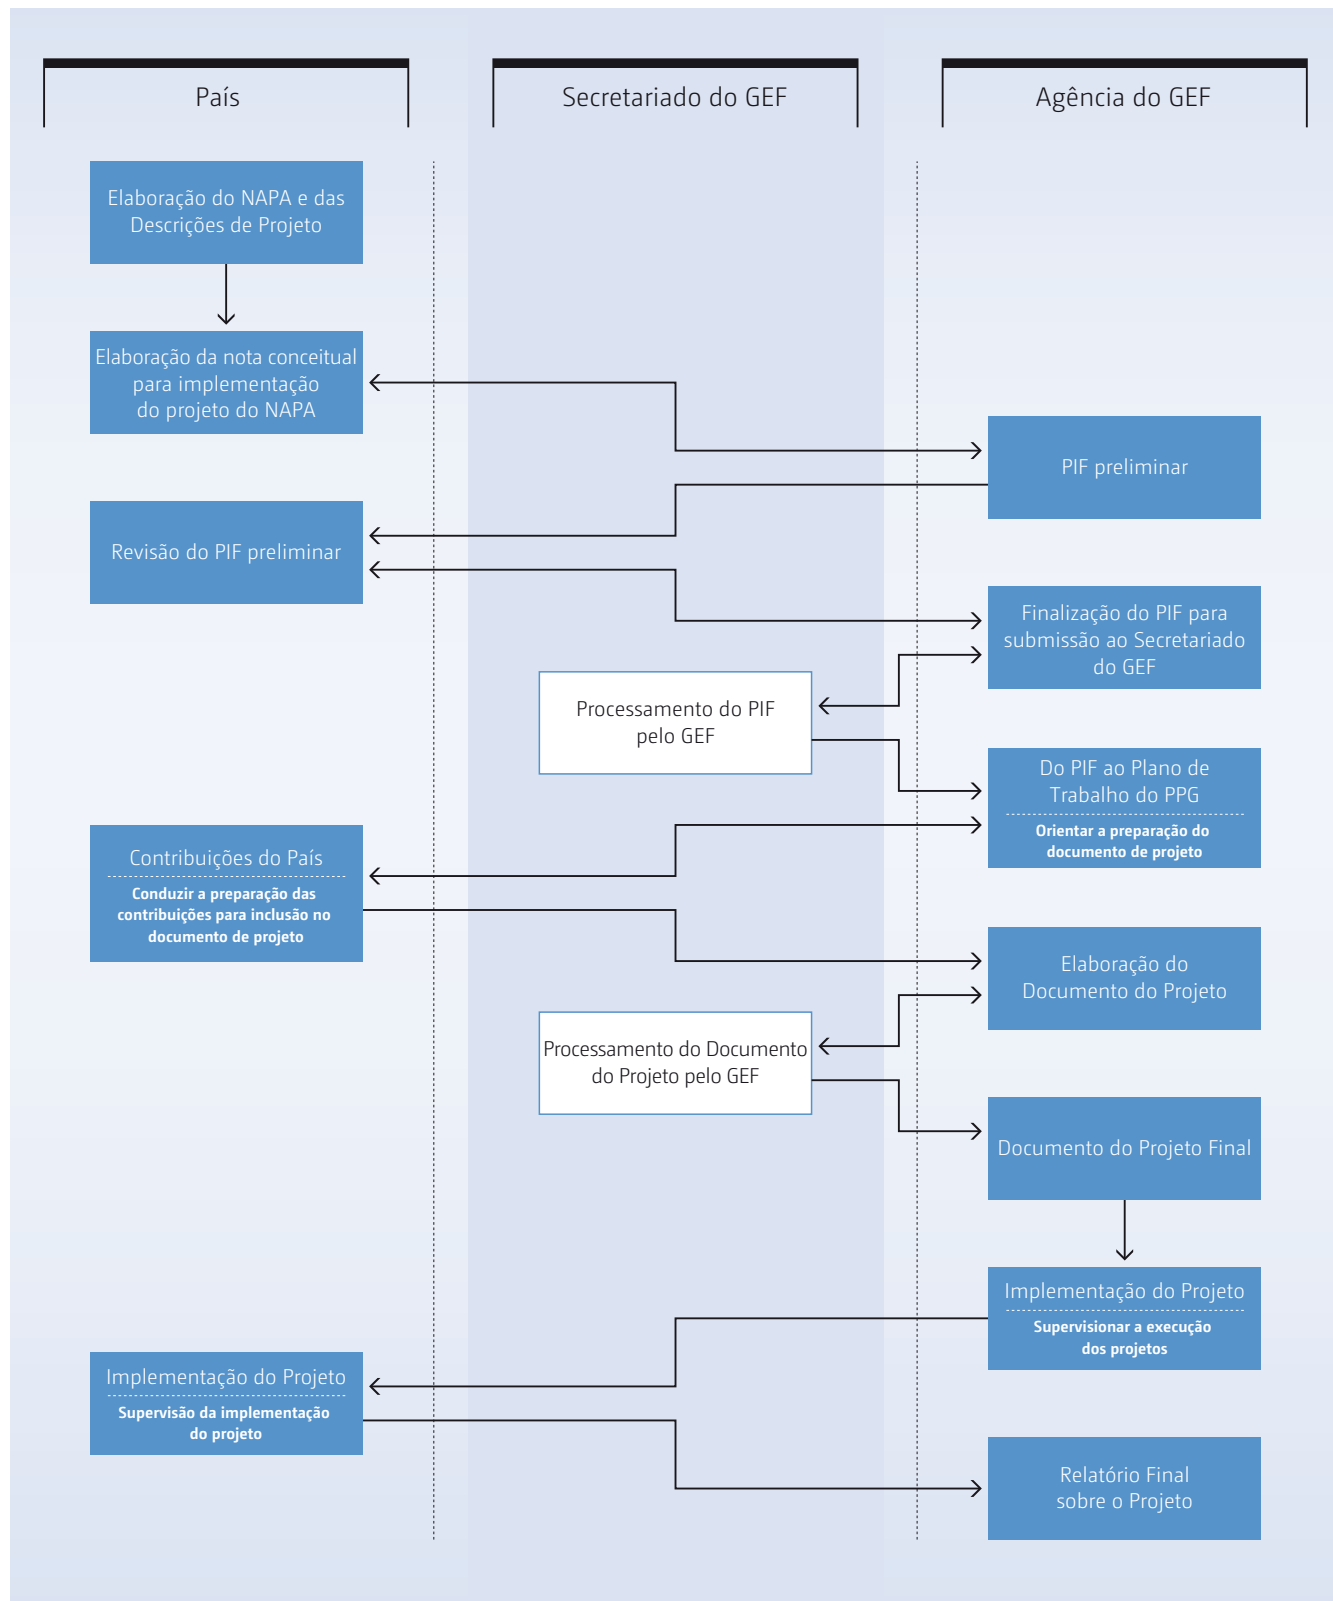 País
Secretariado do GEF
Agência do GEF
Elaboração do NAPA e das
Descrições de Projeto
Elaboração da nota conceitual
para implementação
do projeto do NAPA
PIF preliminar
Revisão do PIF preliminar
Finalização do PIF para
submissão ao Secretariado
do GEF
Processamento do PIF
pelo GEF
Do PIF ao Plano de
Trabalho do PPG
Orientar a preparação do
documento de projeto
Contribuições do País
Conduzir a preparação das
contribuições para inclusão no
documento de projeto
Elaboração do
Documento do Projeto
Processamento do Documento
do Projeto pelo GEF
Documento do Projeto Final
Implementação do Projeto
Supervisionar a execução
dos projetos
Implementação do Projeto
Supervisão da implementação
do projeto
Relatório Final
sobre o Projeto